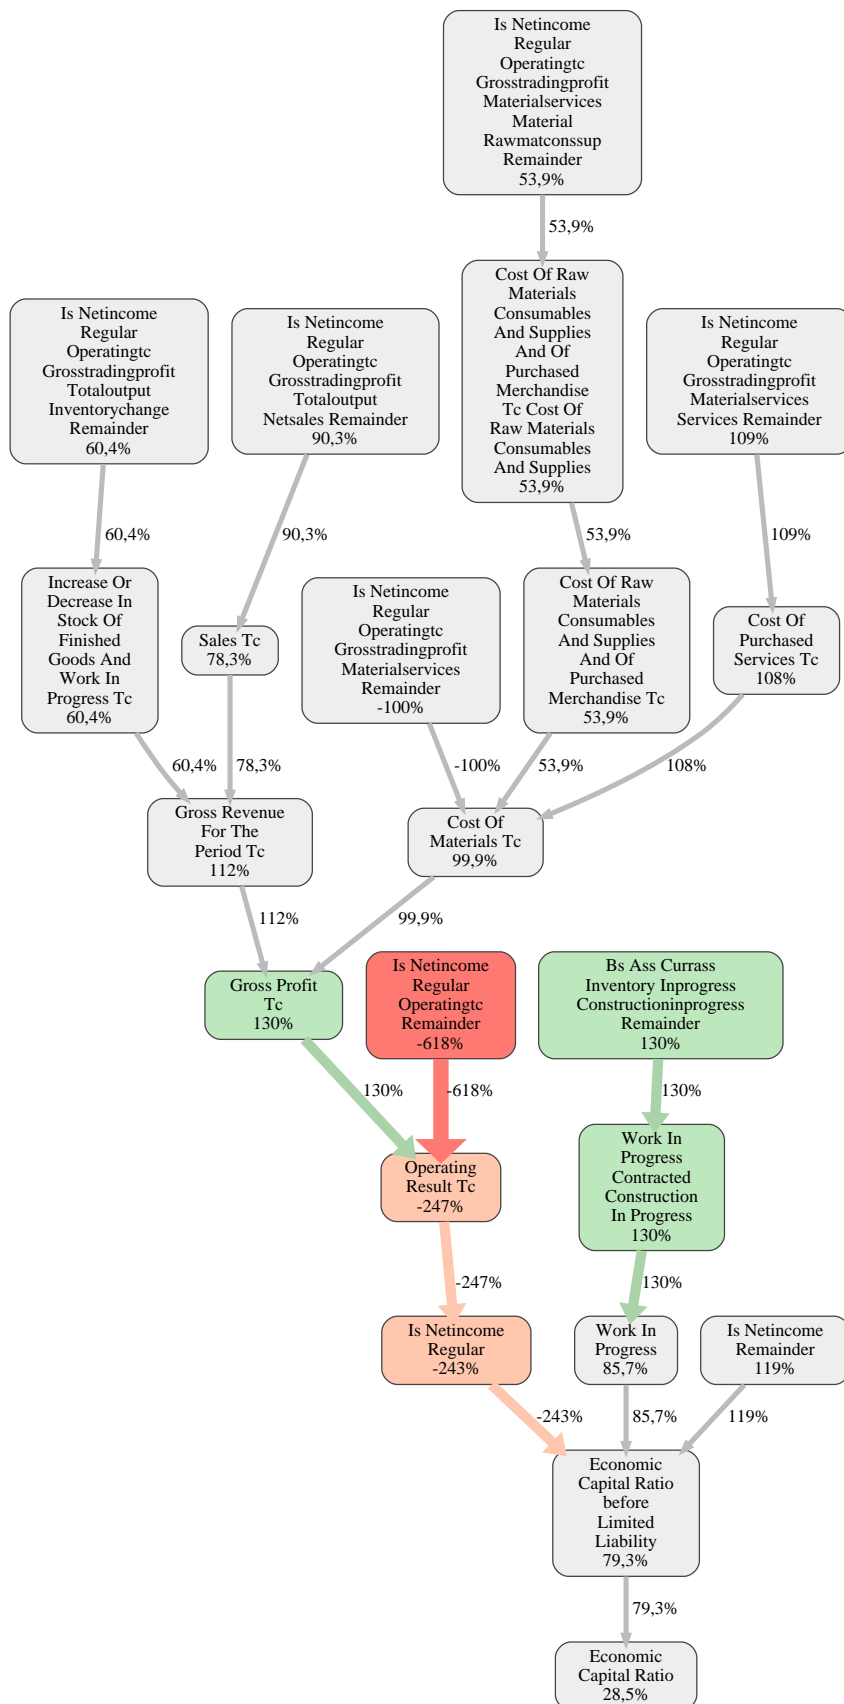 Is Netincome
Regular
Operatingtc
Grosstradingprofit
Materialservices
Material
Rawmatconssup
Remainder
53,9%
53,9%
Is Netincome
Regular
Operatingtc
Grosstradingprofit
Totaloutput
Inventorychange
Remainder
60,4%
Is Netincome
Regular
Operatingtc
Grosstradingprofit
Totaloutput
Netsales Remainder
90,3%
Cost Of Raw
Materials
Consumables
And Supplies
And Of
Purchased
Merchandise
Tc Cost Of
Raw Materials
Consumables
And Supplies
53,9%
Is Netincome
Regular
Operatingtc
Grosstradingprofit
Materialservices
Services Remainder
109%
60,4%
90,3%
53,9%
109%
Increase Or
Decrease In
Stock Of
Finished
Goods And
Work In
Progress Tc
60,4%
Sales Tc
78,3%
Is Netincome
Regular
Operatingtc
Grosstradingprofit
Materialservices
Remainder
-100%
Cost Of Raw
Materials
Consumables
And Supplies
And Of
Purchased
Merchandise Tc
53,9%
Cost Of
Purchased
Services Tc
108%
60,4%
78,3%
-100%
53,9%
108%
Gross Revenue
For The
Period Tc
112%
Cost Of
Materials Tc
99,9%
112%
99,9%
Gross Profit
Tc
130%
Is Netincome
Regular
Operatingtc
Remainder
-618%
Bs Ass Currass
Inventory Inprogress
Constructioninprogress
Remainder
130%
130%
-618%
130%
Operating
Result Tc
-247%
Work In
Progress
Contracted
Construction
In Progress
130%
-247%
130%
Is Netincome
Regular
-243%
Work In
Progress
85,7%
Is Netincome
Remainder
119%
-243%
85,7%
119%
Economic
Capital Ratio
before
Limited
Liability
79,3%
79,3%
Economic
Capital Ratio
28,5%